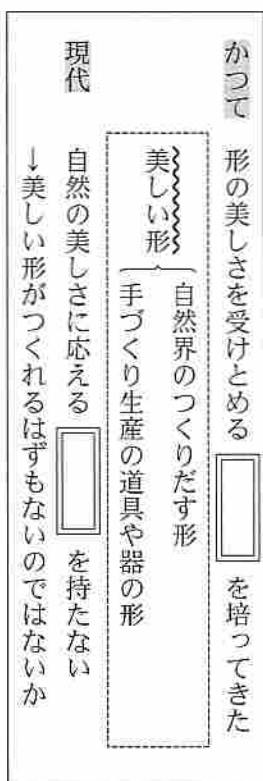 かつて 形の美しさを受けとめる を培ってきた
美しい形
自然界のつくりだす形
手づくり生産の道具や器の形
現代 自然の美しさに応える を持たない
→美しい形がつくれるはずもないのではないか